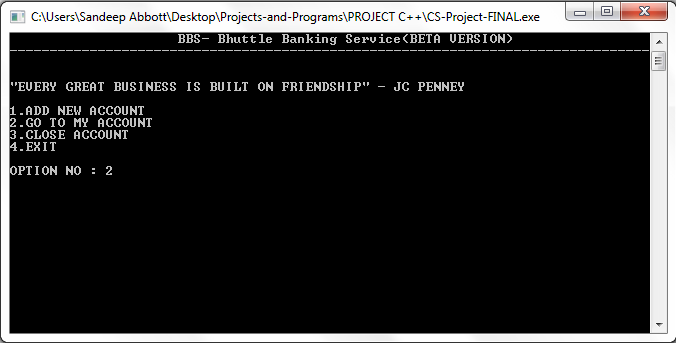 C:\Users\Sandeep Abbott\Desktop\Projects-and-Programs\PROJECT C++\CS-Project-FINAL.exe
BBS- Bhuttle Banking Service(BETA VERSION)
"EVERY GREAT BUSINESS IS BUILT ON FRIENDSHIP" - JC PENNEY
1.ADD NEW ACCOUNT
2.GO TO MY ACCOUNT
3.CLOSE ACCOUNT
4.EXIT
OPTION NO : 2